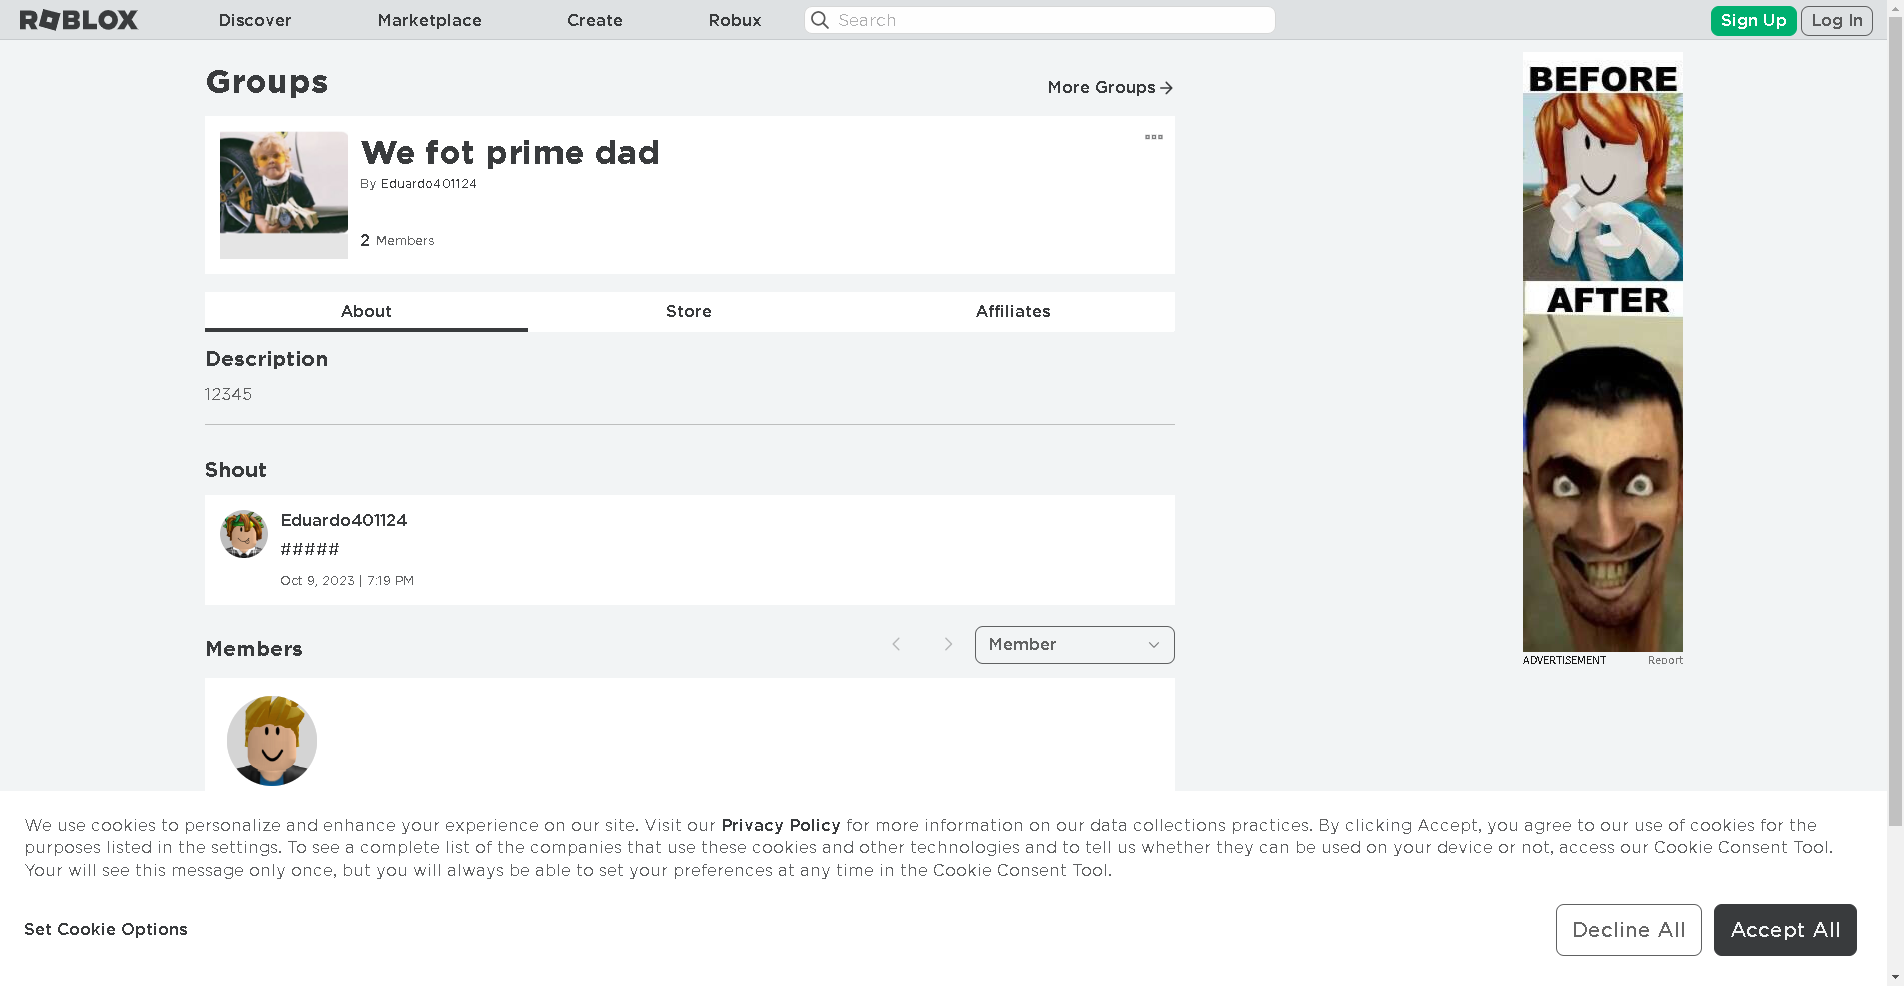 ROBLOX
Discover
Marketplace
Create
Robux
Search
Sign Up
Log In
Groups
More Groups
We fot prime dad
By Eduardo401124
2 Members
About
Store
Affiliates
Description
12345
Shout
Eduardo401124
#####
Oct 9, 2023 | 7:19 PM
Members
Member
BEFORE
AFTER
ADVERTISEMENT
Report
We use cookies to personalize and enhance your experience on our site. Visit our Privacy Policy for more information on our data collections practices. By clicking Accept, you agree to our use of cookies for the
purposes listed in the settings. To see a complete list of the companies that use these cookies and other technologies and to tell us whether they can be used on your device or not, access our Cookie Consent Tool.
Your will see this message only once, but you will always be able to set your preferences at any time in the Cookie Consent Tool.
Set Cookie Options
Decline All
Accept All